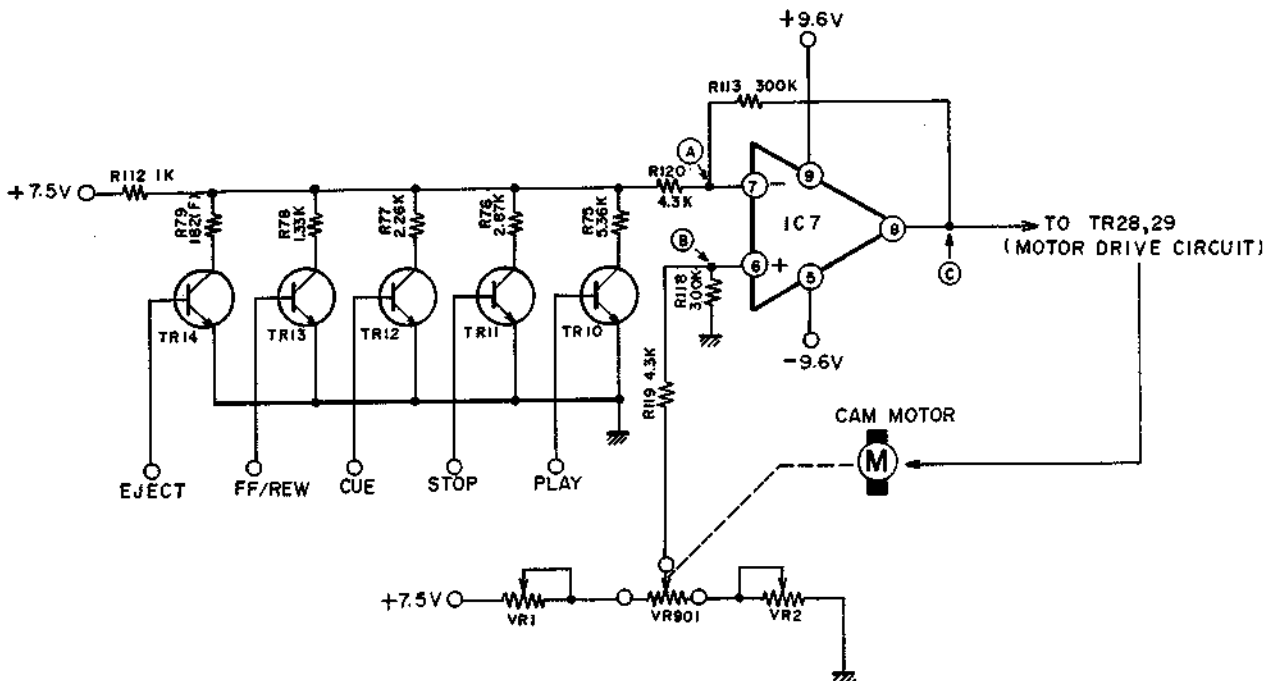 +9.6V
R113 300K
A
R112 1K
+7.5V
R120
4.3K
7
−
9
R79
R78
1.33K
R77
2.26K
R76
2.87K
R75
5.36K
IC7
8
TO TR28,29
(MOTOR DRIVE CIRCUIT)
B
6
+
5
C
R118
300K
TR14
TR13
TR12
TR11
TR10
−9.6V
R119 4.3K
CAM MOTOR
M
EJECT
FF/REW
CUE
STOP
PLAY
+7.5V
VR1
VR901
VR2